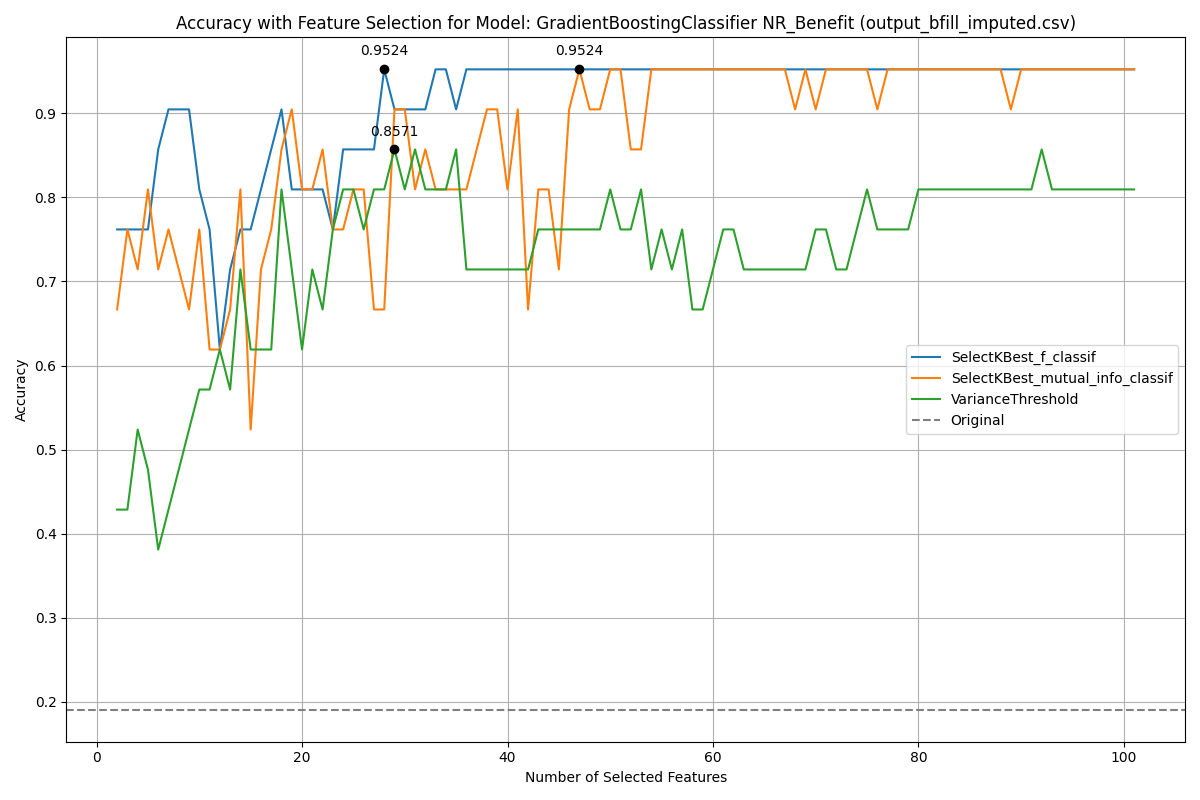 Accuracy with Feature Selection for Model: GradientBoostingClassifier NR_Benefit (output_bfill_imputed.csv)
0.9524
0.9524
0.8571
Accuracy
0.9
0.8
0.7
0.6
0.5
0.4
0.3
0.2
SelectKBest_f_classif
SelectKBest_mutual_info_classif
VarianceThreshold
Original
0 20 40 60 80 100
Number of Selected Features